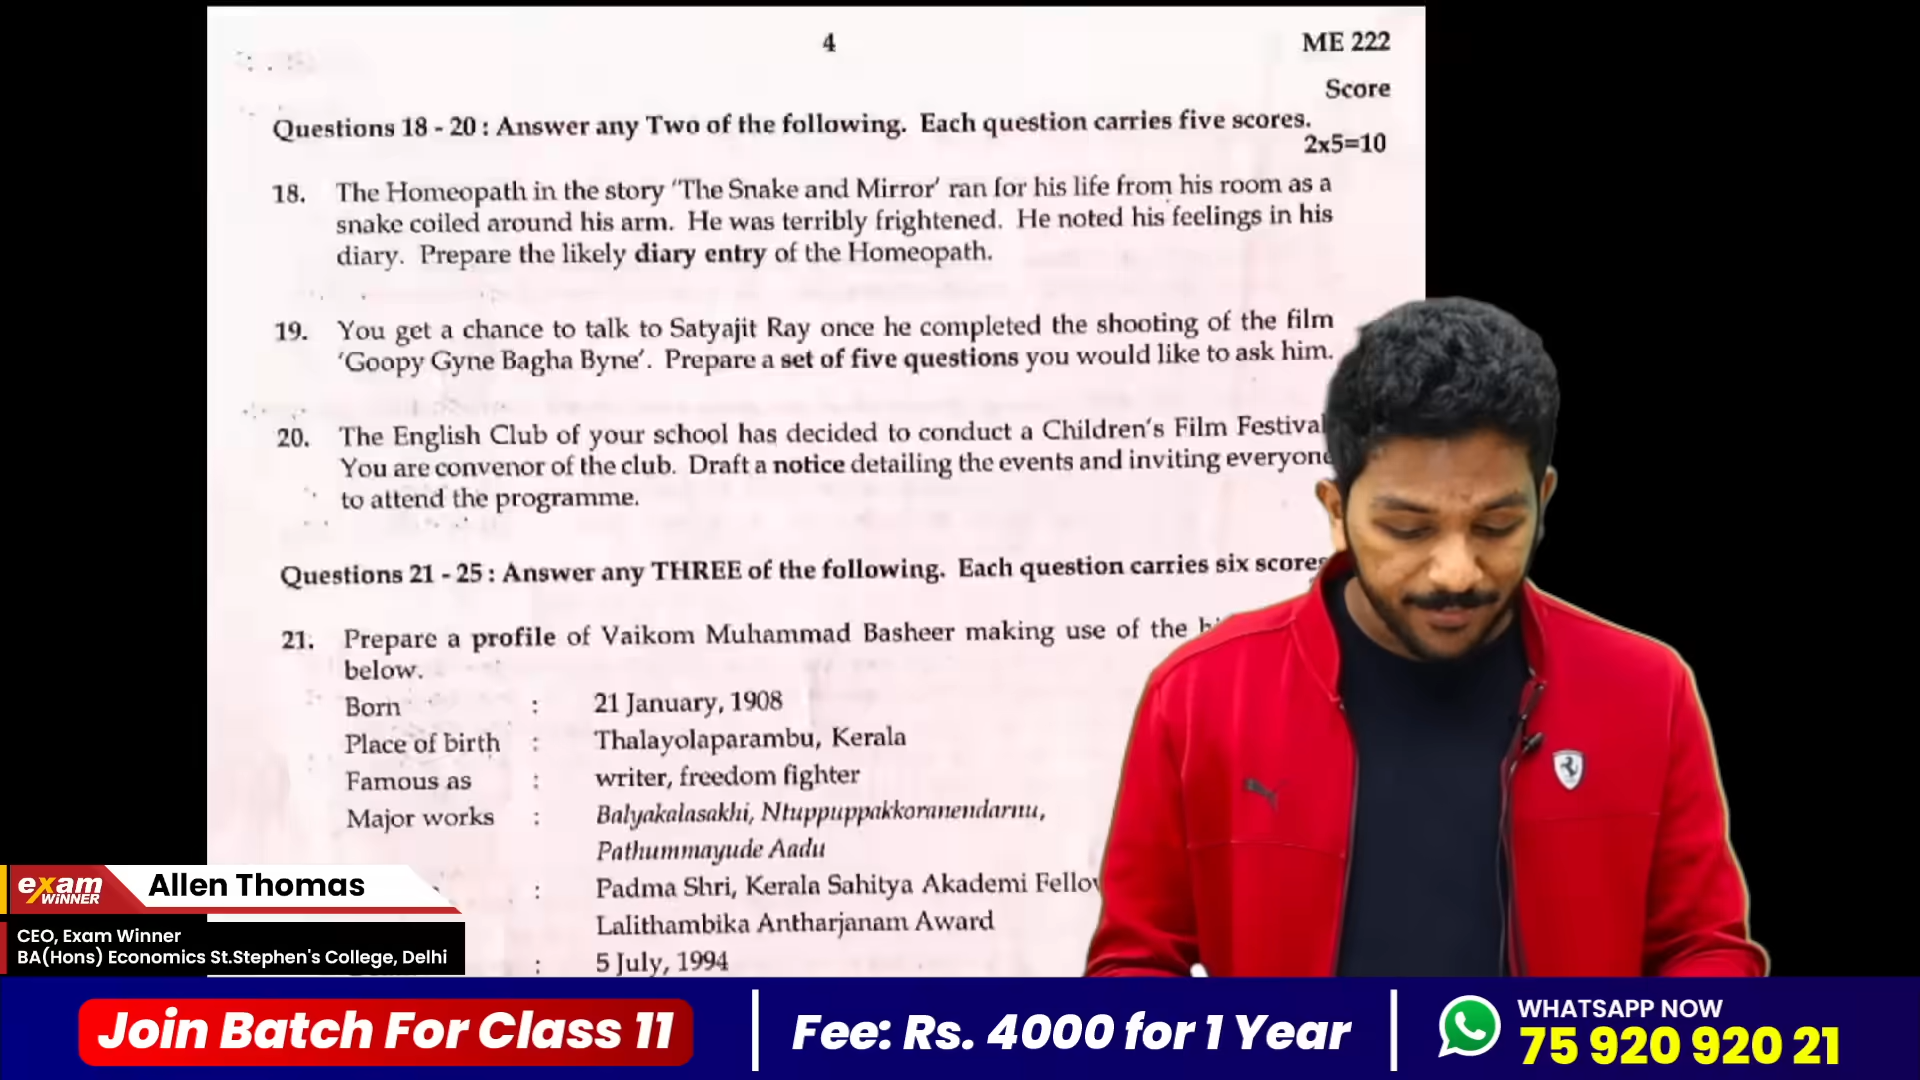 4
ME 222
Score
Questions 18 - 20 : Answer any Two of the following. Each question carries five scores.
2x5=10
18. The Homeopath in the story 'The Snake and Mirror' ran for his life from his room as a
snake coiled around his arm. He was terribly frightened. He noted his feelings in his
diary. Prepare the likely diary entry of the Homeopath.
19. You get a chance to talk to Satyajit Ray once he completed the shooting of the film
'Goopy Gyne Bagha Byne'. Prepare a set of five questions you would like to ask him.
20. The English Club of your school has decided to conduct a Children's Film Festival
You are convenor of the club. Draft a notice detailing the events and inviting everyone
to attend the programme.
Questions 21 - 25 : Answer any THREE of the following. Each question carries six scores
21. Prepare a profile of Vaikom Muhammad Basheer making use of the
below.
Born : 21 January, 1908
Place of birth : Thalayolaparambu, Kerala
Famous as : writer, freedom fighter
Major works : Balyakalasakhi, Ntuppuppakkoranendarnu,
Pathummayude Aadu
: Padma Shri, Kerala Sahitya Akademi
Lalithambika Antharjanam Award
: 5 July, 1994
exam WiNNER
Allen Thomas
CEO, Exam Winner
BA(Hons) Economics St.Stephen's College, Delhi
Join Batch For Class 11
Fee: Rs. 4000 for 1 Year
WHATSAPP NOW
75 920 920 21